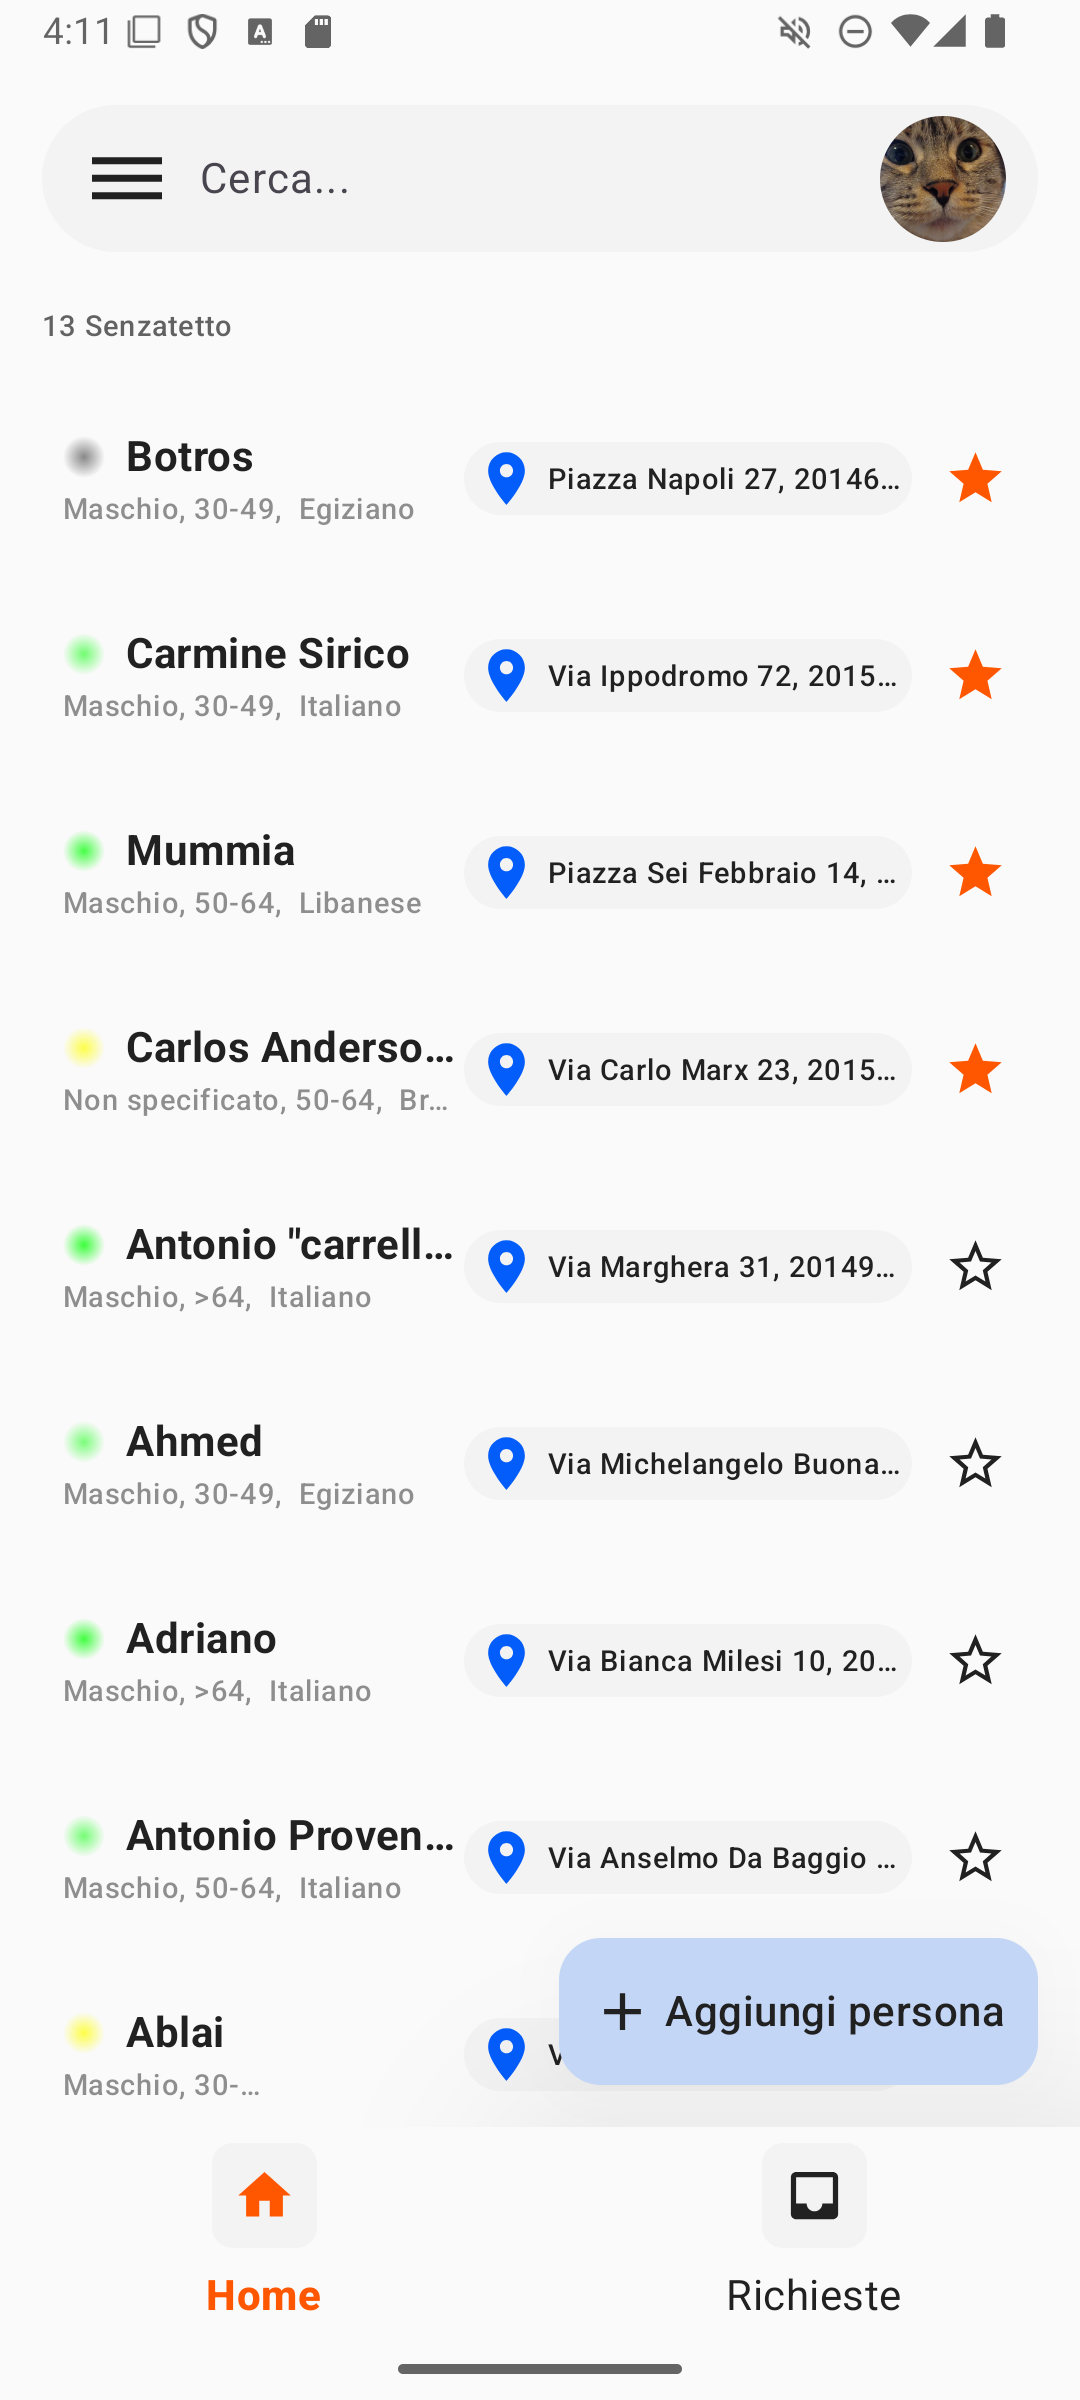 4:11
Cerca...
13 Senzatetto
Botros
Maschio, 30-49, Egiziano
Piazza Napoli 27, 20146...
Carmine Sirico
Maschio, 30-49, Italiano
Via Ippodromo 72, 2015...
Mummia
Maschio, 50-64, Libanese
Piazza Sei Febbraio 14, ...
Carlos Anderso...
Non specificato, 50-64, Br...
Via Carlo Marx 23, 2015...
Antonio "carrell...
Maschio, >64, Italiano
Via Marghera 31, 20149...
Ahmed
Maschio, 30-49, Egiziano
Via Michelangelo Buona...
Adriano
Maschio, >64, Italiano
Via Bianca Milesi 10, 20...
Antonio Proven...
Maschio, 50-64, Italiano
Via Anselmo Da Baggio ...
Ablai
Maschio, 30-...
Aggiungi persona
Home
Richieste